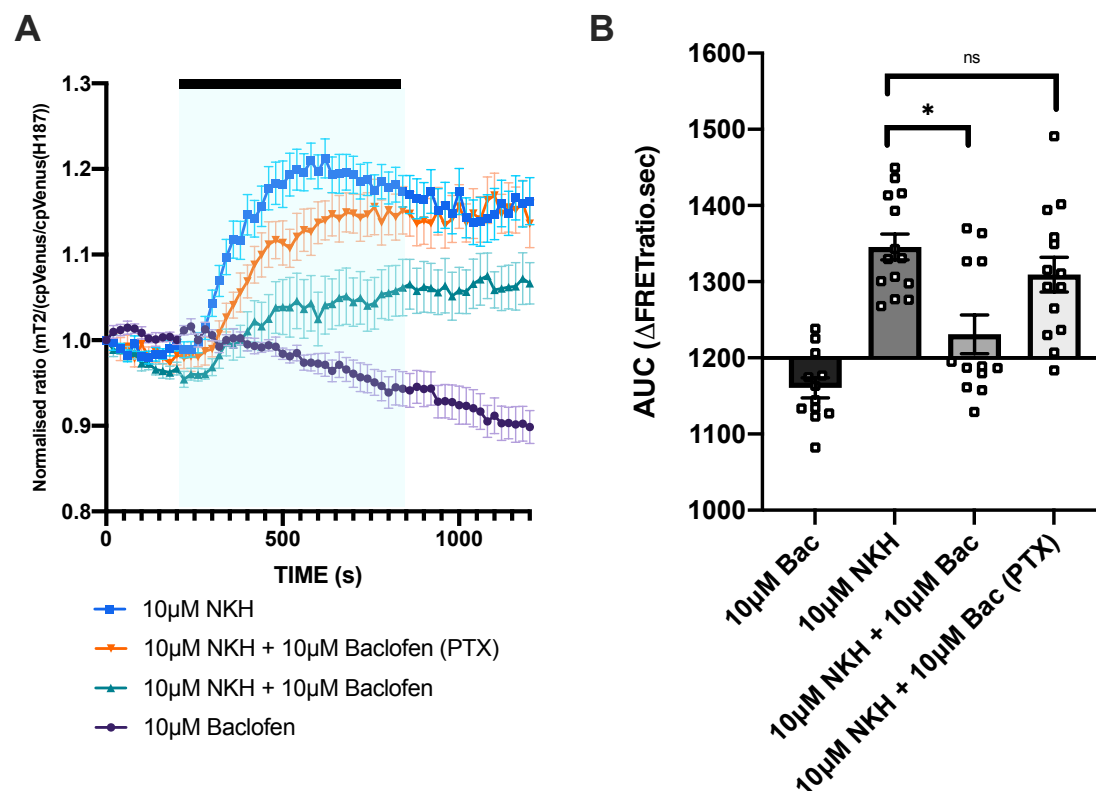 A
Normalised ratio (mT2/(cpVenus/cpVenus(H187))
1.3
1.2
1.1
1.0
0.9
0.8
0
500
1000
TIME (s)
10µM NKH
10µM NKH + 10µM Baclofen (PTX)
10µM NKH + 10µM Baclofen
10µM Baclofen
B
AUC (ΔFRETratio.sec)
1600
1500
1400
1300
1200
1100
1000
ns
*
10µM Bac
10µM NKH
10µM NKH + 10µM Bac
10µM NKH + 10µM Bac (PTX)